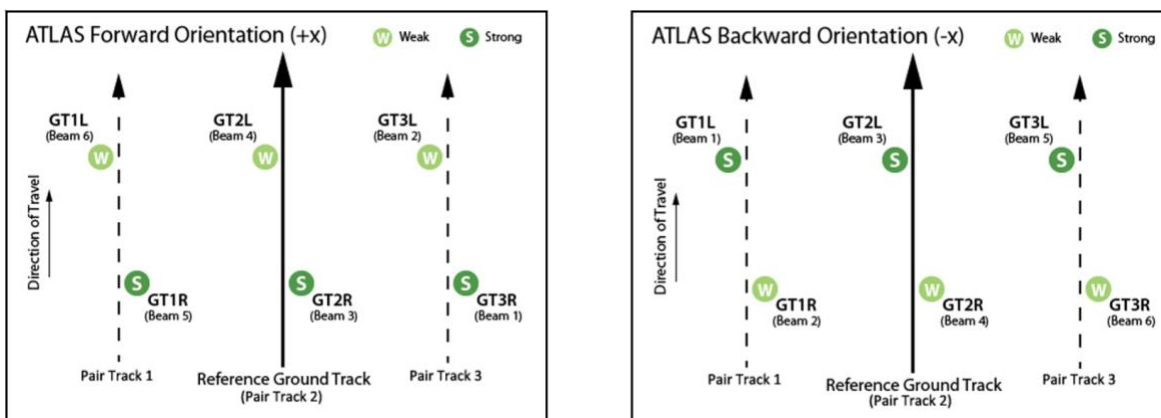 ATLAS Forward Orientation (+x)
W Weak
S Strong
GT1L
(Beam 6)
W
GT2L
(Beam 4)
W
GT3L
(Beam 2)
W
Direction of Travel
S
GT1R
(Beam 5)
S
GT2R
(Beam 3)
S
GT3R
(Beam 1)
Pair Track 1
Reference Ground Track
(Pair Track 2)
Pair Track 3
ATLAS Backward Orientation (-x)
W Weak
S Strong
GT1L
(Beam 1)
S
GT2L
(Beam 3)
S
GT3L
(Beam 5)
S
Direction of Travel
W
GT1R
(Beam 2)
W
GT2R
(Beam 4)
W
GT3R
(Beam 6)
Pair Track 1
Reference Ground Track
(Pair Track 2)
Pair Track 3